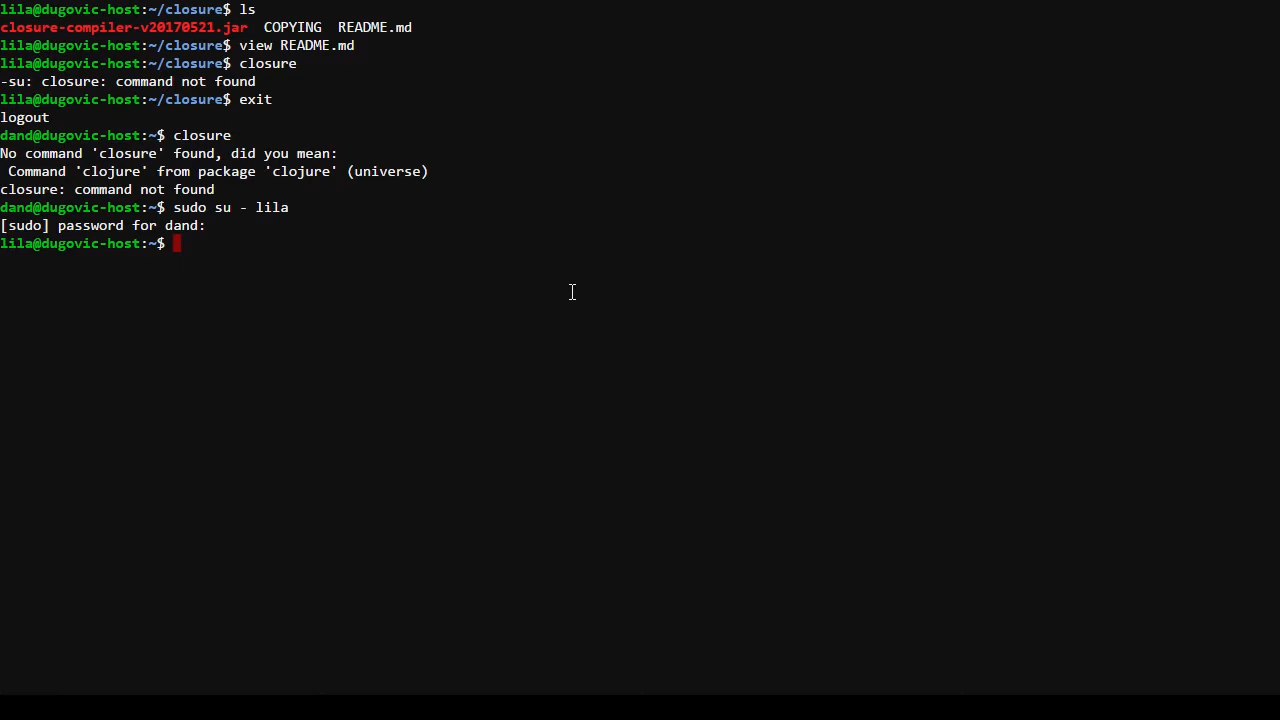 lila@dugovic-host:~/closure$ ls
closure-compiler-v20170521.jar  COPYING  README.md
lila@dugovic-host:~/closure$ view README.md
lila@dugovic-host:~/closure$ closure
-su: closure: command not found
lila@dugovic-host:~/closure$ exit
logout
dand@dugovic-host:~$ closure
No command 'closure' found, did you mean:
 Command 'clojure' from package 'clojure' (universe)
closure: command not found
dand@dugovic-host:~$ sudo su - lila
[sudo] password for dand:
lila@dugovic-host:~$